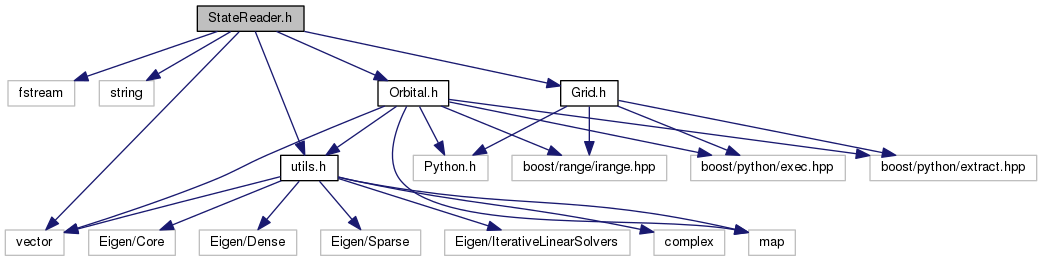 StateReader.h
fstream
string
Orbital.h
Grid.h
utils.h
Python.h
boost/range/irange.hpp
boost/python/exec.hpp
boost/python/extract.hpp
vector
Eigen/Core
Eigen/Dense
Eigen/Sparse
Eigen/IterativeLinearSolvers
complex
map